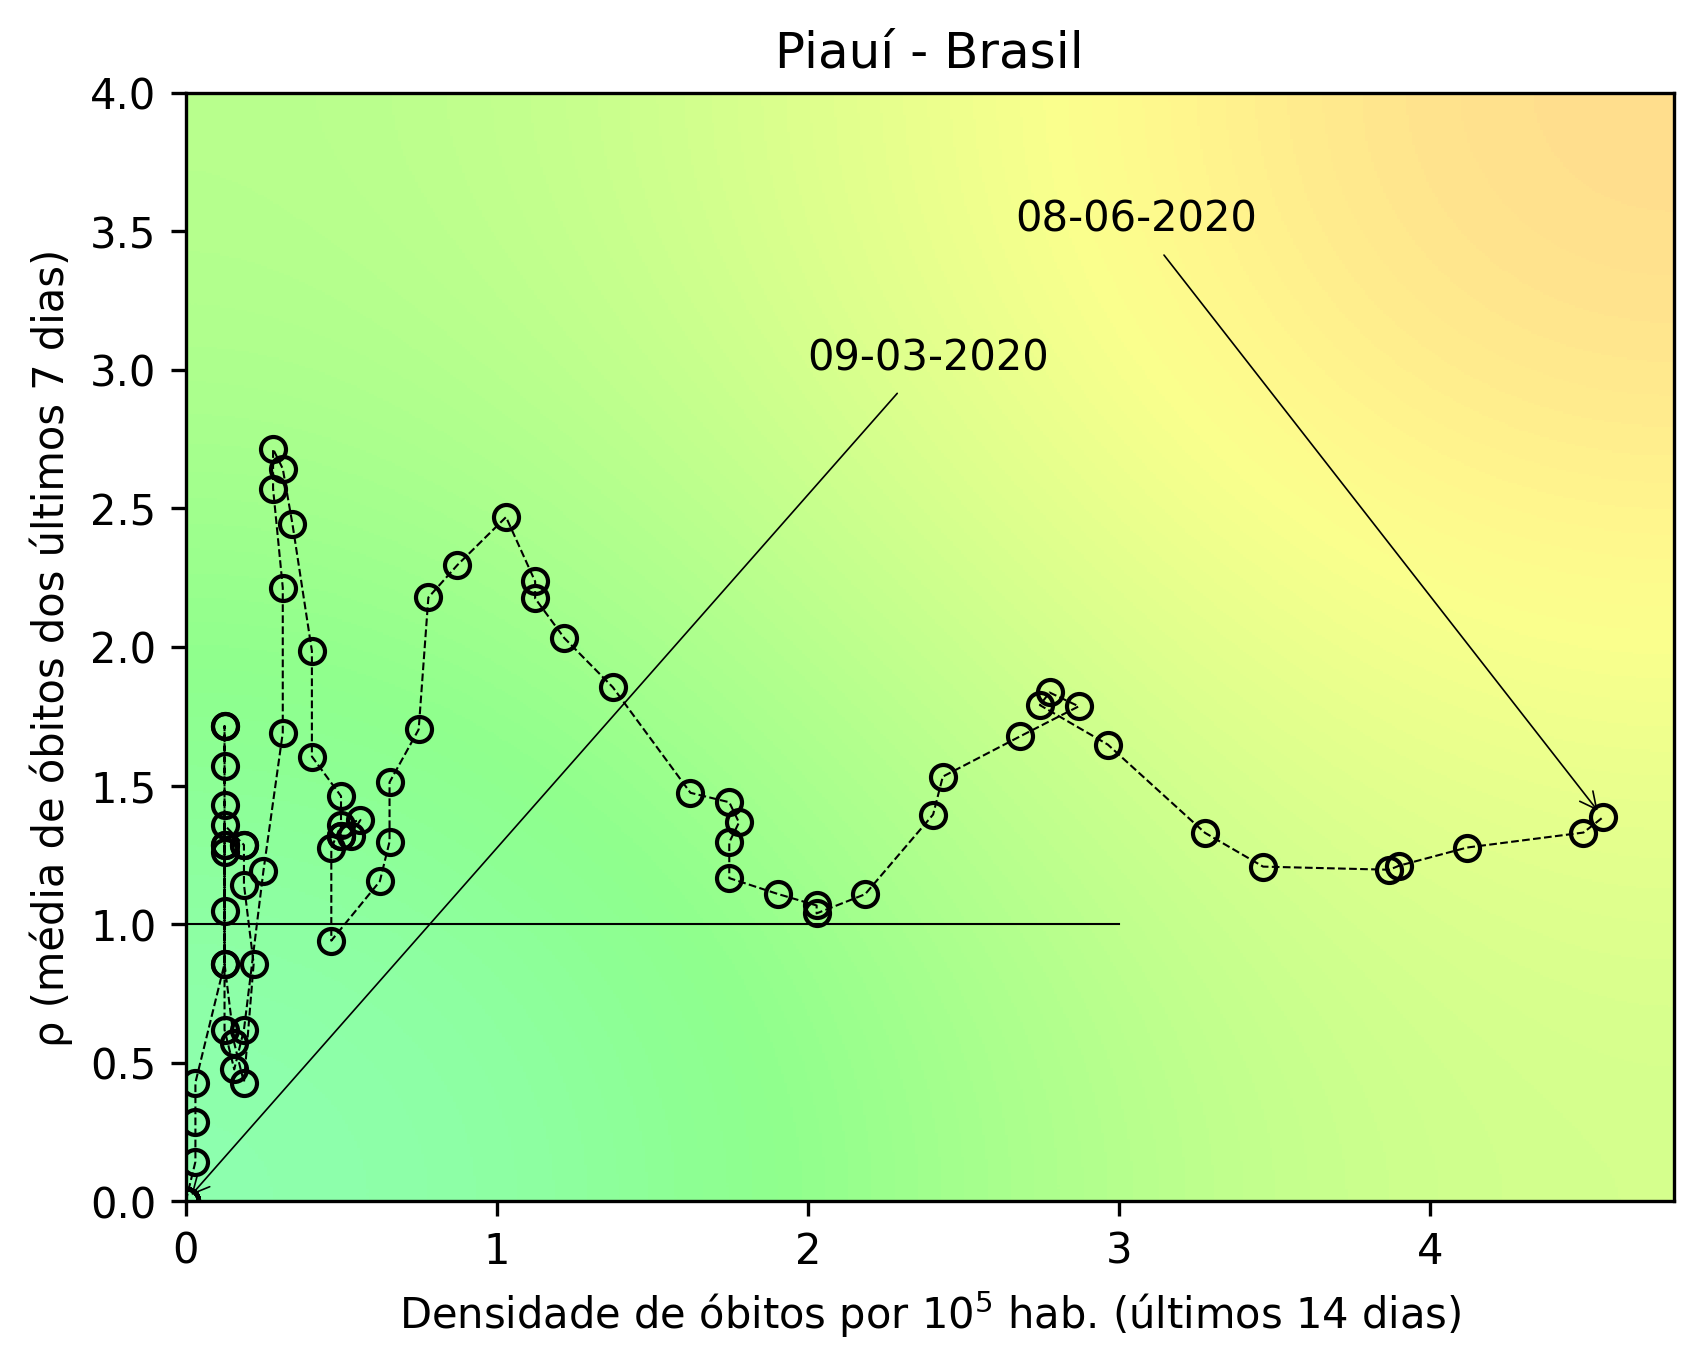 Piauí - Brasil
4.0
3.5
3.0
2.5
2.0
1.5
1.0
0.5
0.0
ρ (média de óbitos dos últimos 7 dias)
08-06-2020
09-03-2020
0 1 2 3 4
Densidade de óbitos por 10⁵ hab. (últimos 14 dias)